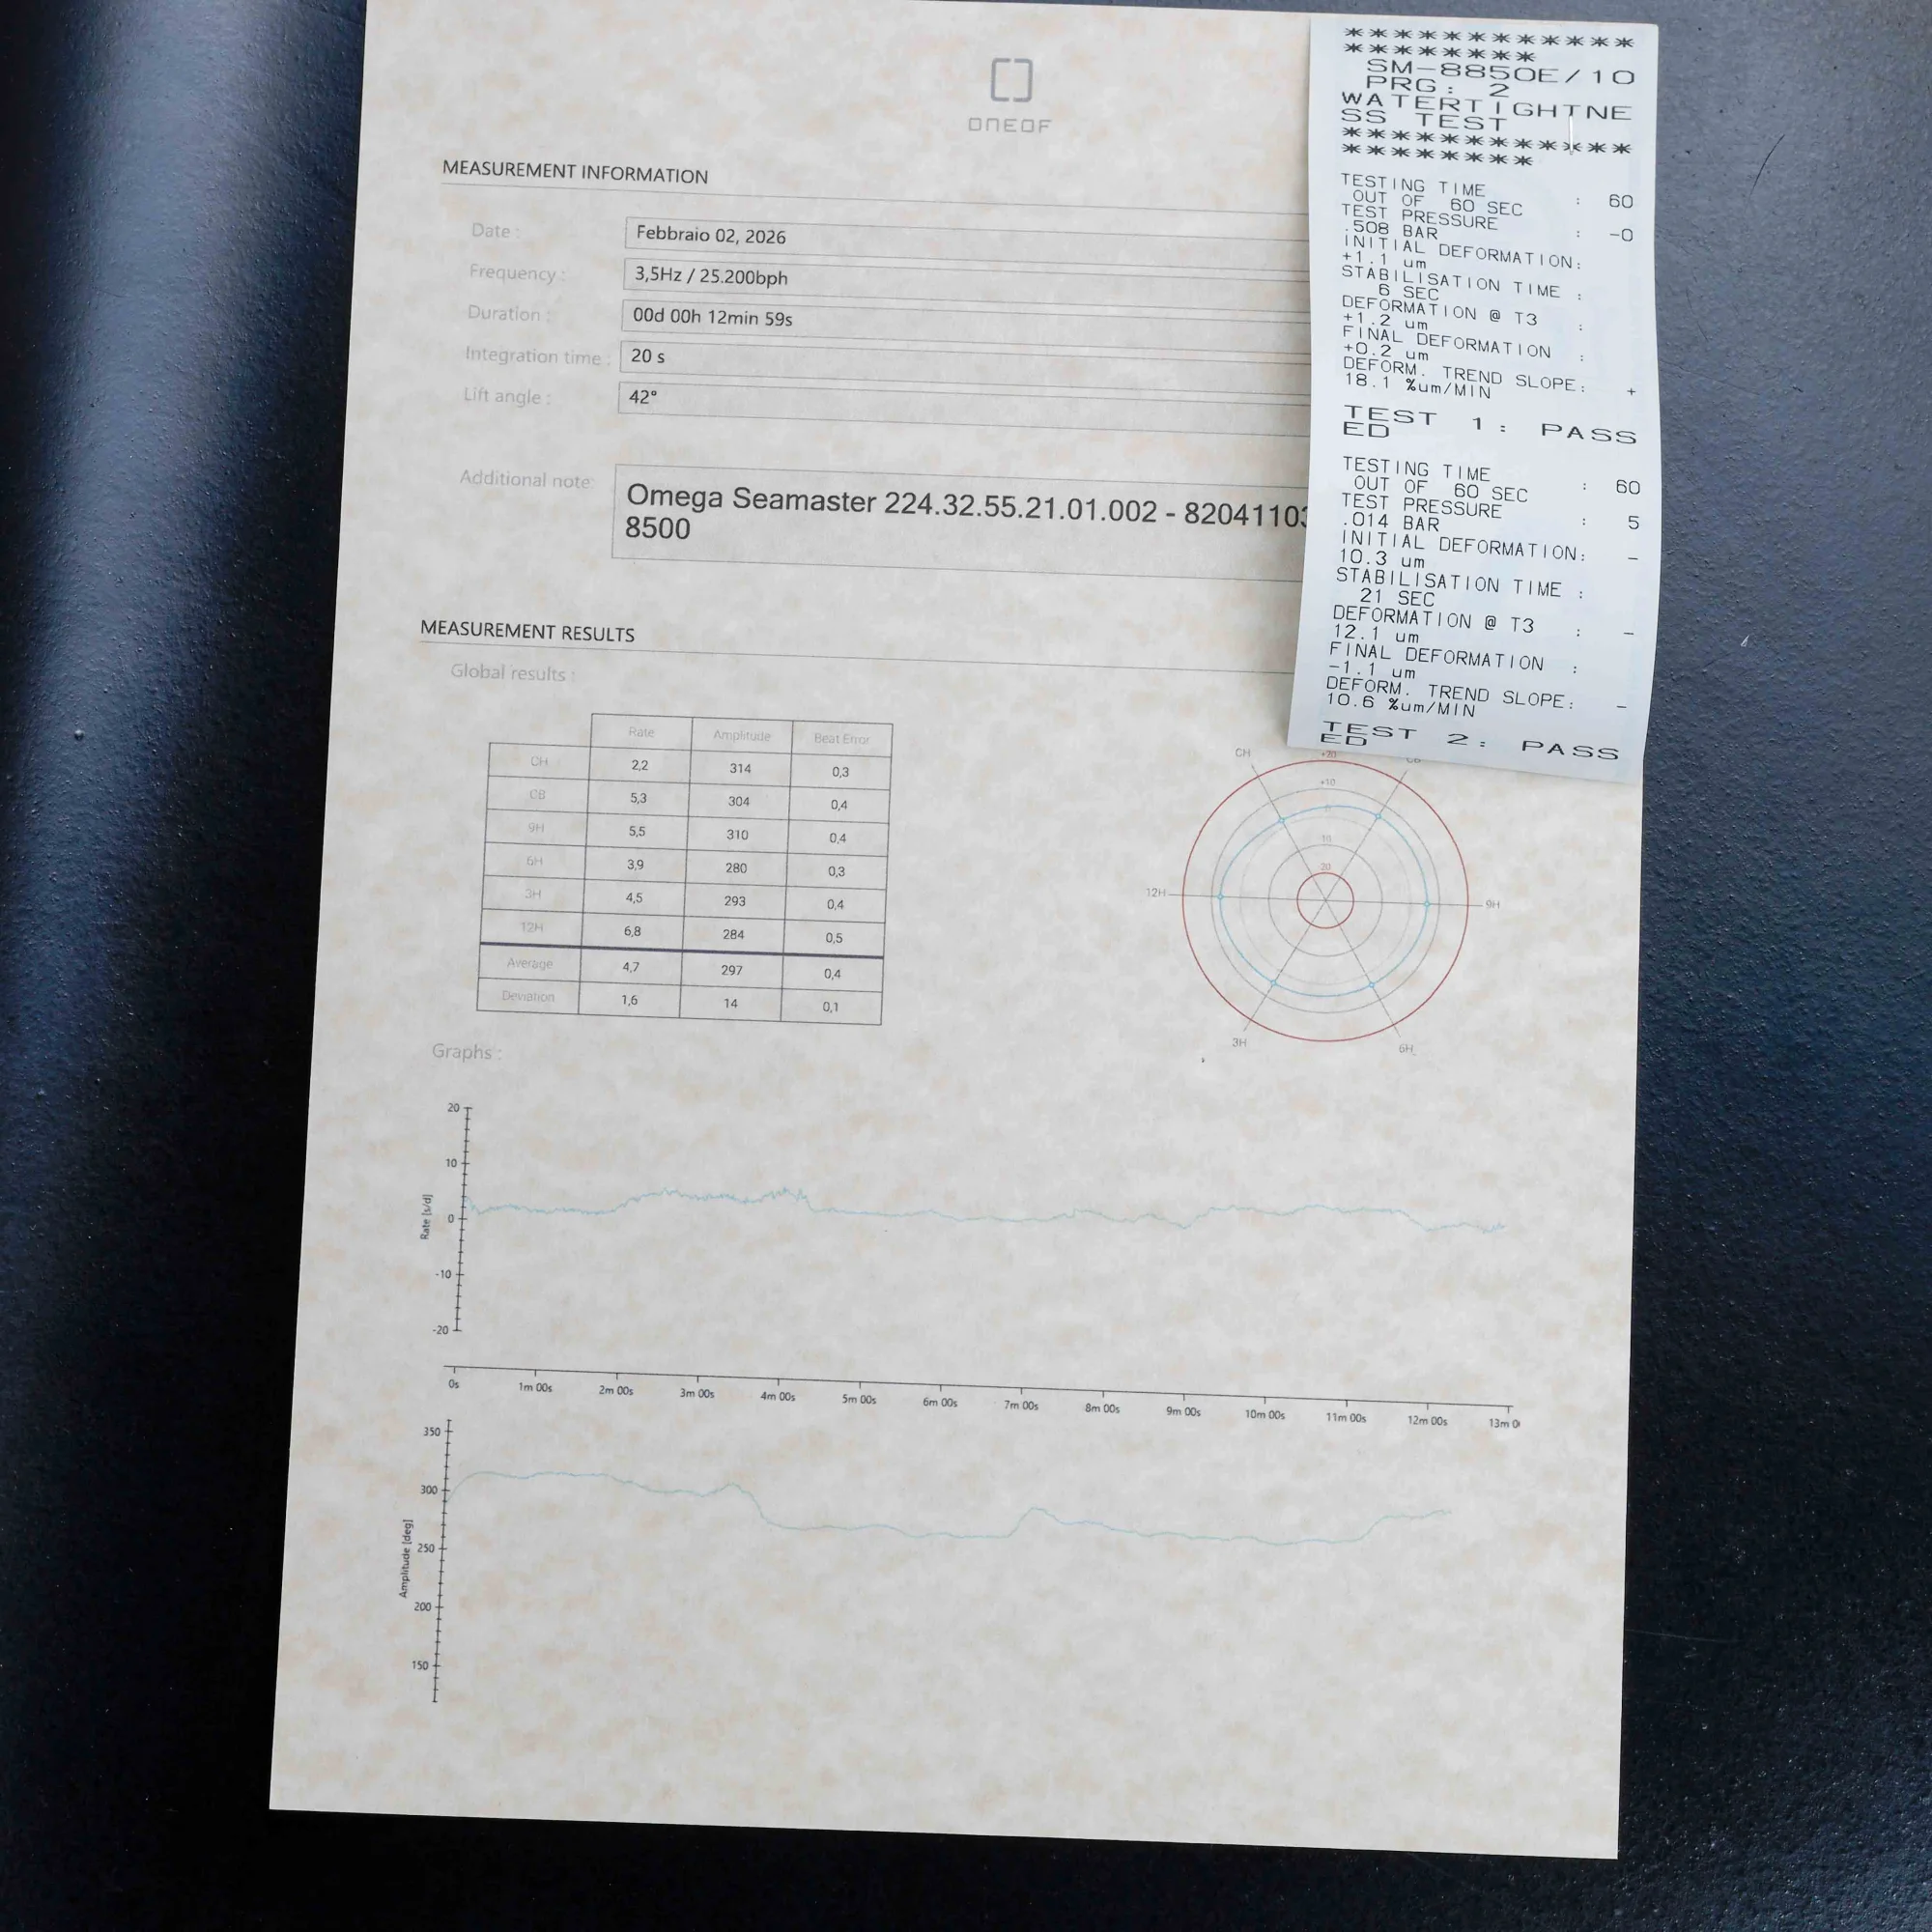 ONEOF
MEASUREMENT INFORMATION
Date : Febbraio 02, 2026
Frequency : 3,5Hz / 25.200bph
Duration : 00d 00h 12min 59s
Integration time : 20 s
Lift angle : 42°
Additional note: Omega Seamaster 224.32.55.21.01.002 - 8204110
8500
MEASUREMENT RESULTS
Global results :
Rate Amplitude Beat Error
CH 2,2 314 0,3
CB 5,3 304 0,4
9H 5,5 310 0,4
6H 3,9 280 0,3
3H 4,5 293 0,4
12H 6,8 284 0,5
Average 4,7 297 0,4
Deviation 1,6 14 0,1
CH
+20
CB
+10
10
20
12H
9H
3H
6H
Graphs :
Rate [s/d]
20
10
0
-10
-20
0s 1m 00s 2m 00s 3m 00s 4m 00s 5m 00s 6m 00s 7m 00s 8m 00s 9m 00s 10m 00s 11m 00s 12m 00s 13m 0
Amplitude [deg]
350
300
250
200
150
************
********
SM-8850E/10
PRG: 2
WATERTIGHTNE
SS TEST
************
********
TESTING TIME : 60
OUT OF 60 SEC
TEST PRESSURE : -0
.508 BAR
INITIAL DEFORMATION:
+1.1 um
STABILISATION TIME :
6 SEC
DEFORMATION @ T3 :
+1.2 um
FINAL DEFORMATION :
+0.2 um
DEFORM. TREND SLOPE: +
18.1 %um/MIN
TEST 1: PASS
ED
TESTING TIME : 60
OUT OF 60 SEC
TEST PRESSURE : 5
.014 BAR
INITIAL DEFORMATION: -
10.3 um
STABILISATION TIME :
21 SEC
DEFORMATION @ T3 : -
12.1 um
FINAL DEFORMATION :
-1.1 um
DEFORM. TREND SLOPE: -
10.6 %um/MIN
TEST 2: PASS
ED